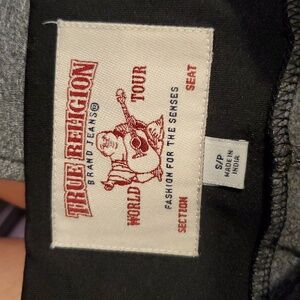 TRUE RELIGION
BRAND JEANS®
WORLD TOUR
FASHION FOR THE SENSES
SECTION SEAT
S/P
MADE IN
INDIA